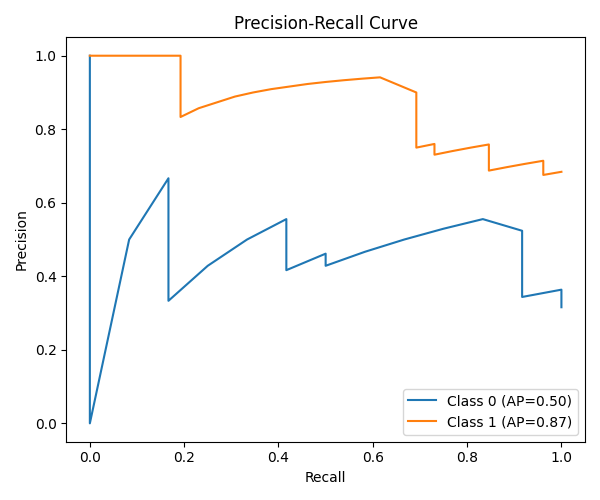 Precision-Recall Curve
1.0
0.8
0.6
0.4
0.2
0.0
Precision
0.0 0.2 0.4 0.6 0.8 1.0
Recall
Class 0 (AP=0.50)
Class 1 (AP=0.87)